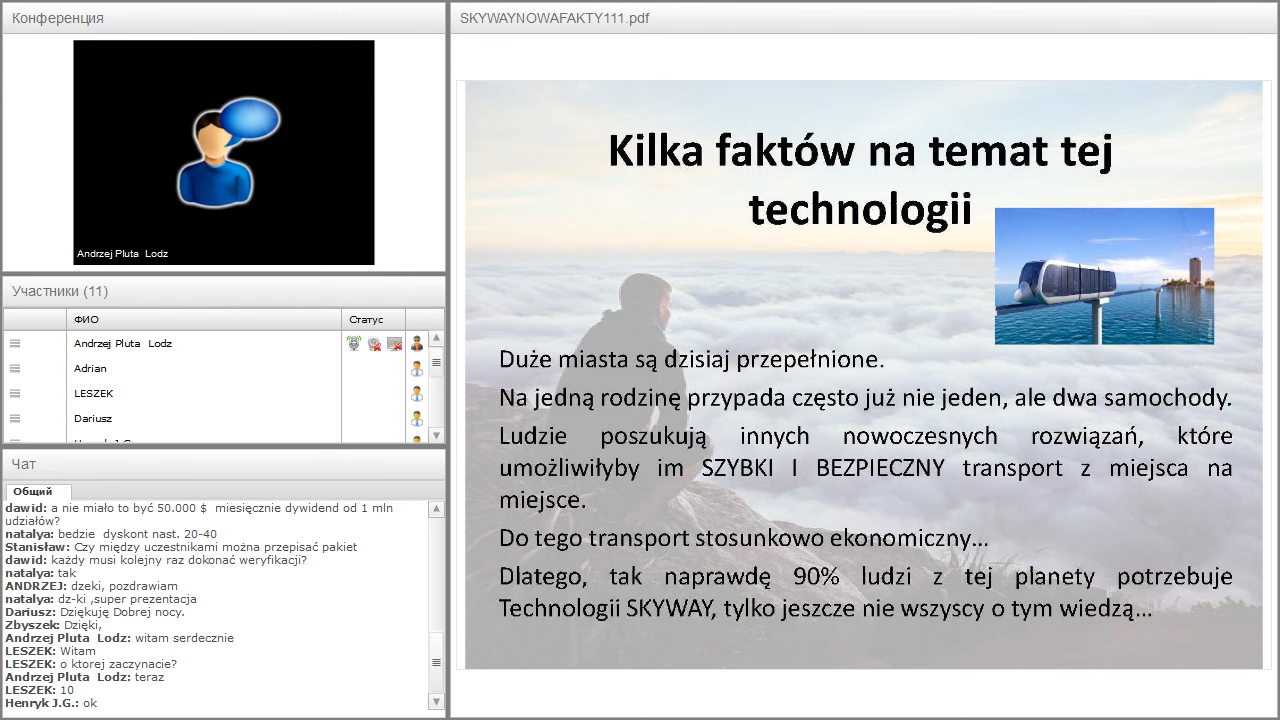 Конференция
Andrzej Pluta Lodz
Участники (11)
ФИО
Статус
Andrzej Pluta Lodz
Adrian
LESZEK
Dariusz
Чат
Общий
dawid: a nie miało to być 50.000 $ miesięcznie dywidend od 1 mln
udziałów?
natalya: bedzie dyskont nast. 20-40
Stanisław: Czy między uczestnikami można przepisać pakiet
dawid: każdy musi kolejny raz dokonać weryfikacji?
natalya: tak
ANDRZEJ: dzeki, pozdrawiam
natalya: dz-ki ,super prezentacja
Dariusz: Dziękuję Dobrej nocy.
Zbyszek: Dzięki,
Andrzej Pluta Lodz: witam serdecznie
LESZEK: Witam
LESZEK: o ktorej zaczynacie?
Andrzej Pluta Lodz: teraz
LESZEK: 10
Henryk J.G.: ok
SKYWAYNOWAFAKTY111.pdf
Kilka faktów na temat tej
technologii
Duże miasta są dzisiaj przepełnione.
Na jedną rodzinę przypada często już nie jeden, ale dwa samochody.
Ludzie poszukują innych nowoczesnych rozwiązań, które
umożliwiłyby im SZYBKI I BEZPIECZNY transport z miejsca na
miejsce.
Do tego transport stosunkowo ekonomiczny...
Dlatego, tak naprawdę 90% ludzi z tej planety potrzebuje
Technologii SKYWAY, tylko jeszcze nie wszyscy o tym wiedzą...